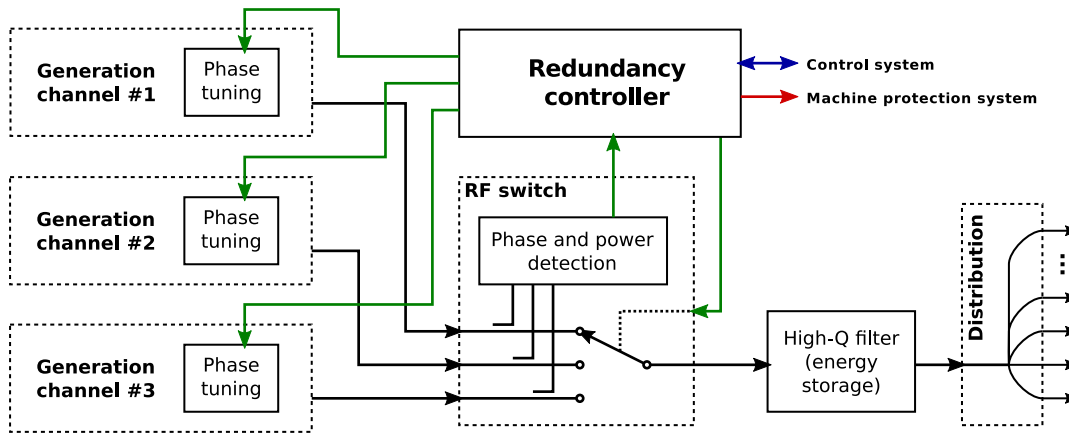 Generation
channel #1
Phase
tuning
Redundancy
controller
Control system
Machine protection system
Generation
channel #2
Phase
tuning
RF switch
Phase and power
detection
Generation
channel #3
Phase
tuning
High-Q filter
(energy
storage)
Distribution
...